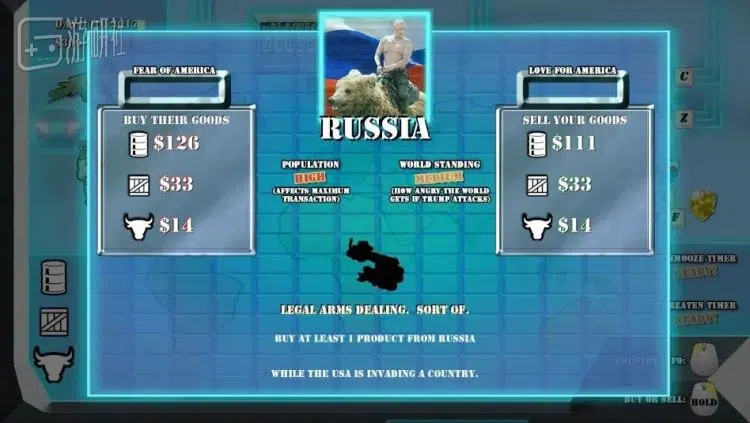 游研社
FEAR OF AMERICA
LOVE FOR AMERICA
BUY THEIR GOODS
$126
$33
$14
RUSSIA
POPULATION
HIGH
(AFFECTS MAXIMUM
TRANSACTION)
WORLD STANDING
MEDIUM
(HOW ANGRY THE WORLD
GETS IF TRUMP ATTACKS)
SELL YOUR GOODS
$111
$33
$14
C
Z
F
LEGAL ARMS DEALING. SORT OF.
BUY AT LEAST 1 PRODUCT FROM RUSSIA
WHILE THE USA IS INVADING A COUNTRY.
TIMER
TIMER
COUNTRY INFO:
BUY OR SELL:
HOLD